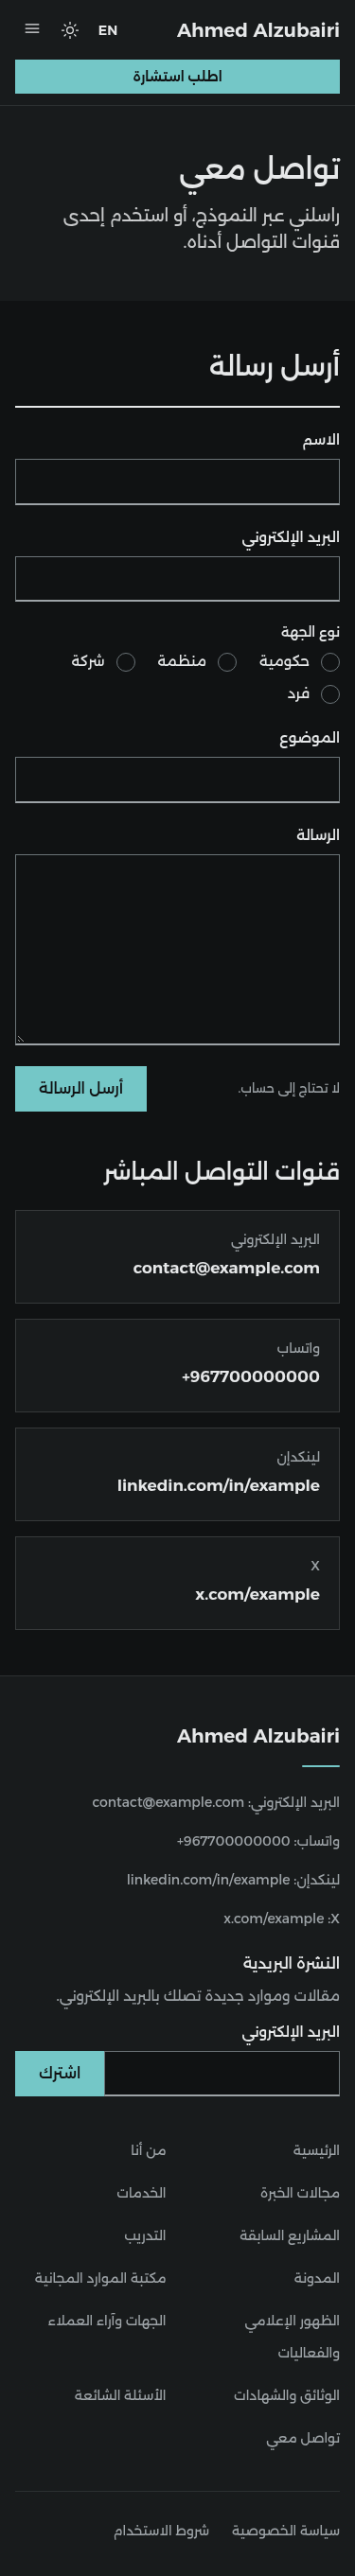 Ahmed Alzubairi
EN
اطلب استشارة
تواصل معي
راسلني عبر النموذج، أو استخدم إحدى
قنوات التواصل أدناه.
أرسل رسالة
الاسم
البريد الإلكتروني
نوع الجهة
حكومية
منظمة
شركة
فرد
الموضوع
الرسالة
لا تحتاج إلى حساب.
أرسل الرسالة
قنوات التواصل المباشر
البريد الإلكتروني
contact@example.com
واتساب
+967700000000
لينكدإن
linkedin.com/in/example
X
x.com/example
Ahmed Alzubairi
البريد الإلكتروني: contact@example.com
واتساب: +967700000000
لينكدإن: linkedin.com/in/example
X: x.com/example
النشرة البريدية
مقالات وموارد جديدة تصلك بالبريد الإلكتروني.
البريد الإلكتروني
اشترك
الرئيسية
من أنا
مجالات الخبرة
الخدمات
المشاريع السابقة
التدريب
المدونة
مكتبة الموارد المجانية
الظهور الإعلامي
والفعاليات
الجهات وآراء العملاء
الوثائق والشهادات
الأسئلة الشائعة
تواصل معي
سياسة الخصوصية
شروط الاستخدام